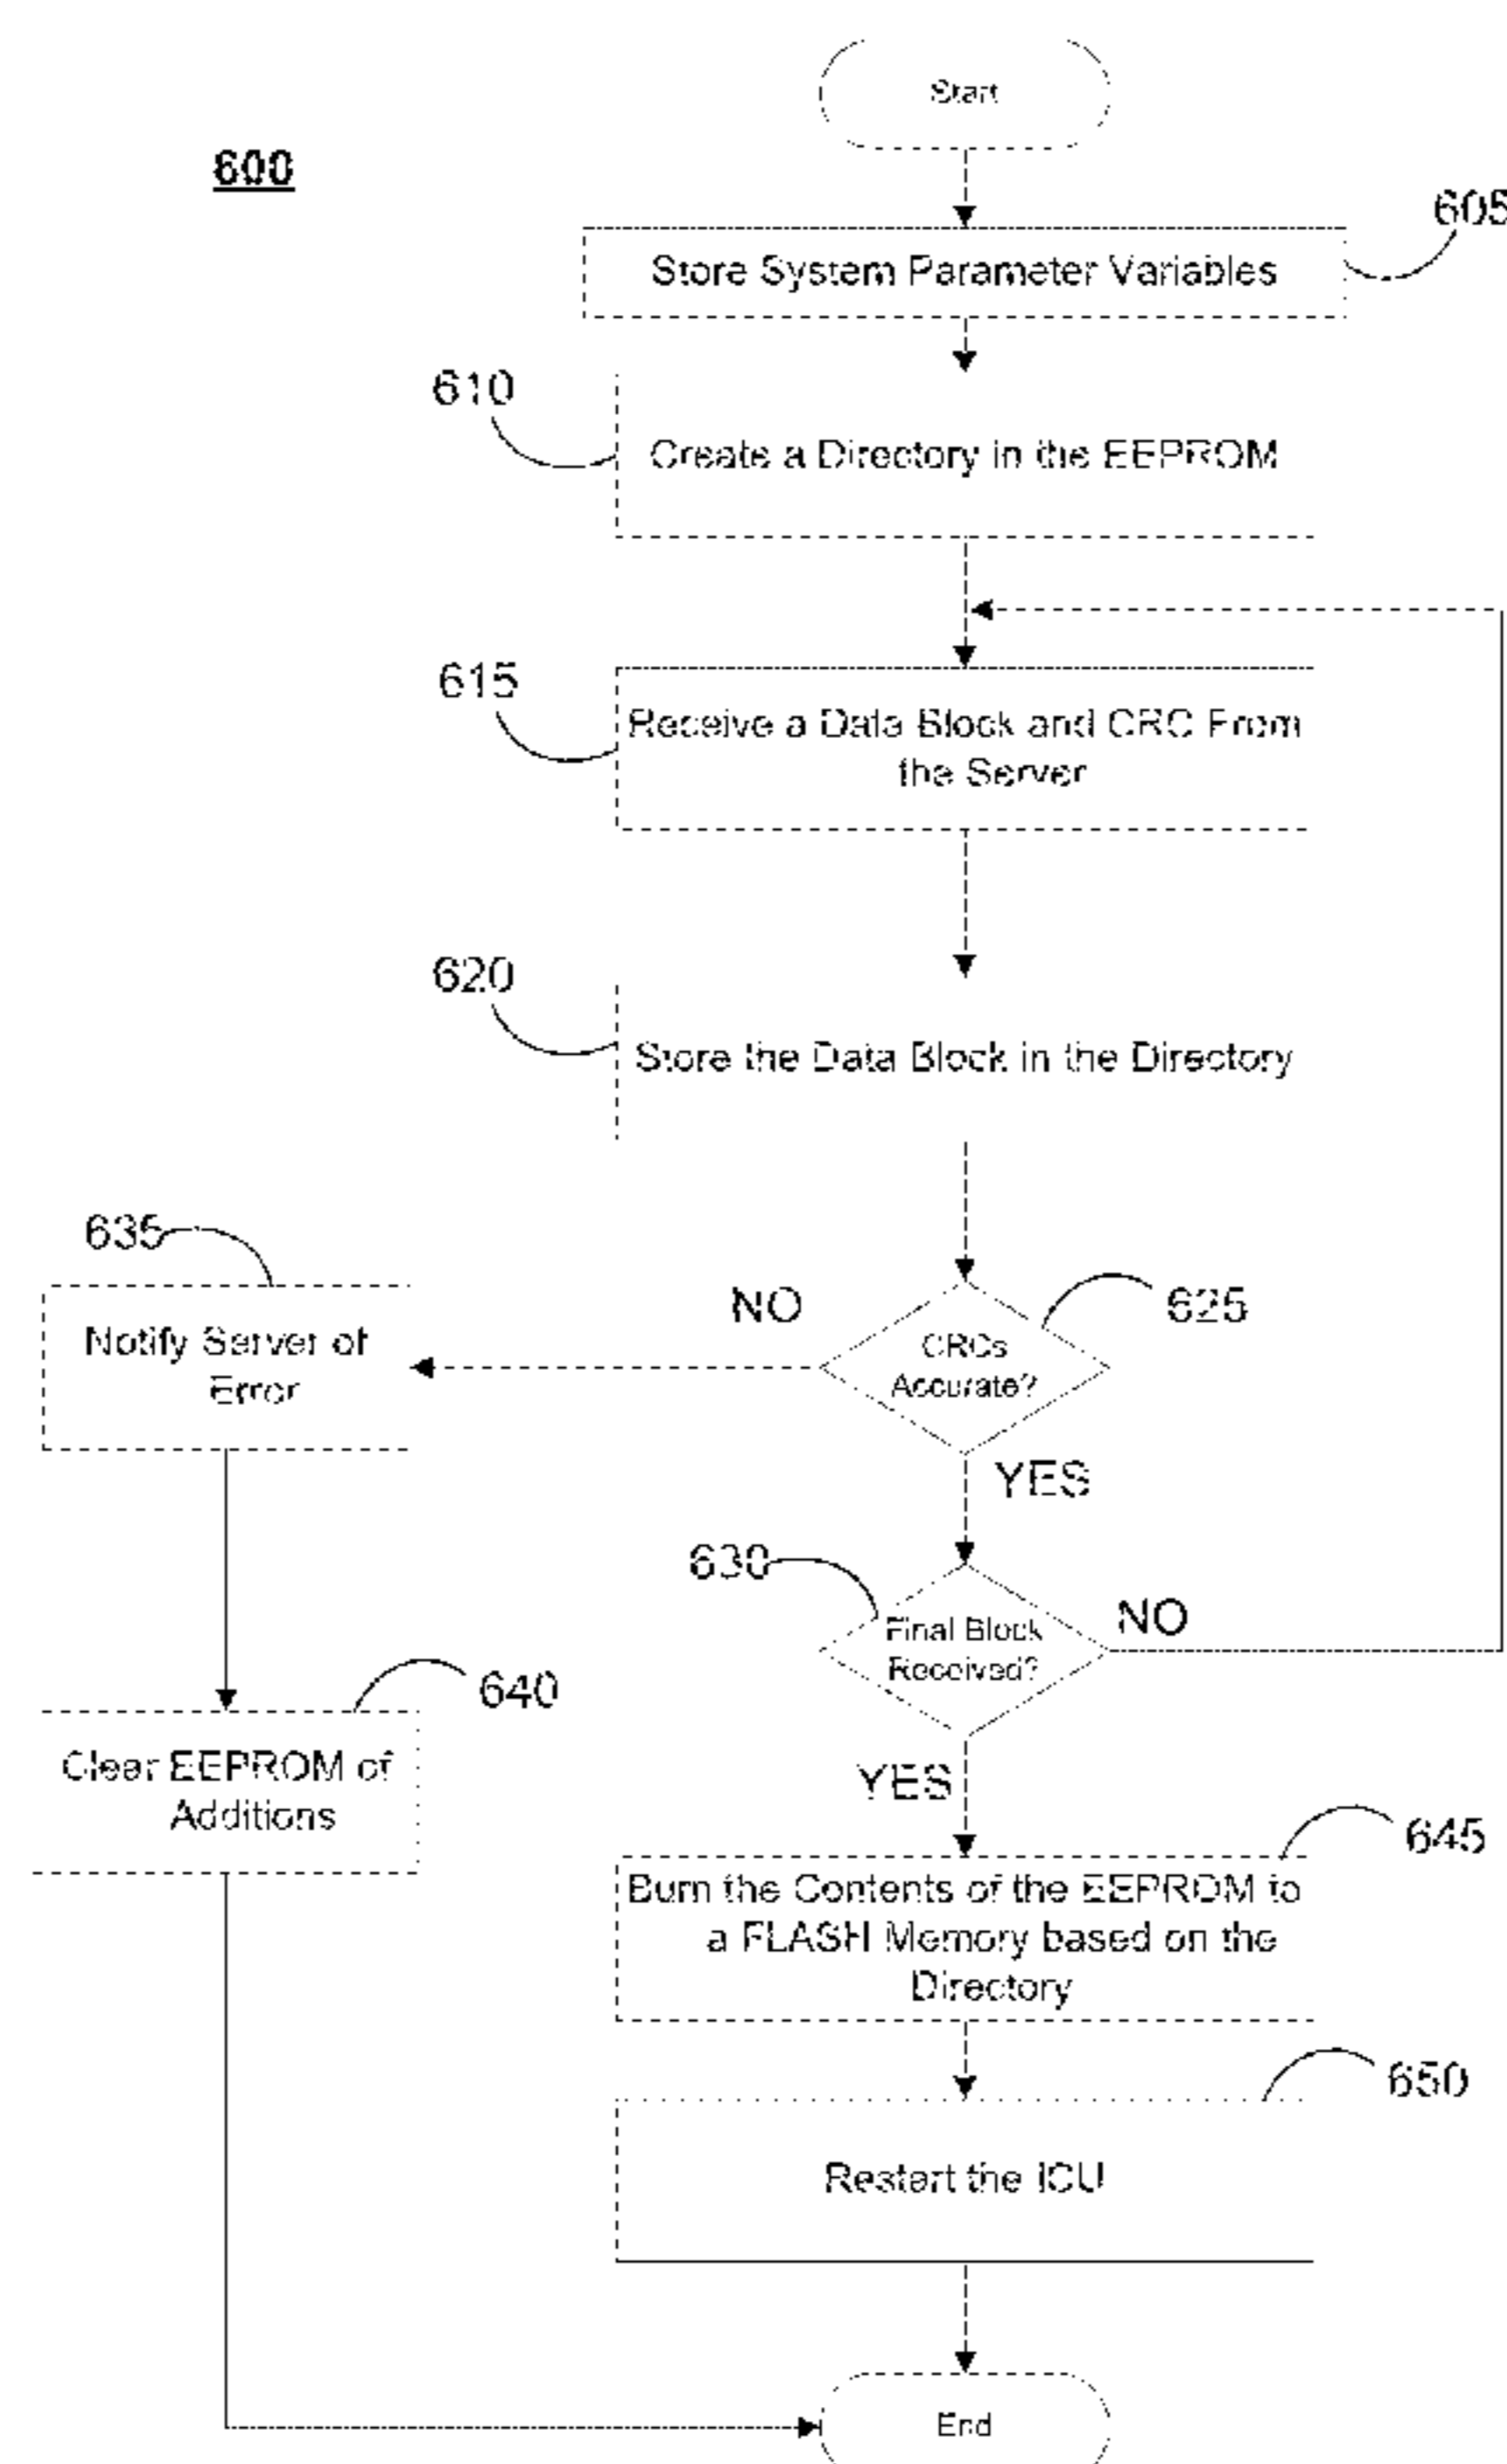 Start
600
605
Store System Parameter Variables
610
Create a Directory in the EEPROM
615
Receive a Data Block and CRC From
the Server
620
Store the Data Block in the Directory
635
NO
625
Notify Server of
Error
CRCs
Accurate?
YES
630
Final Block
Received?
NO
640
Clear EEPROM of
Additions
YES
645
Burn the Contents of the EEPROM to
a FLASH Memory based on the
Directory
650
Restart the ICU
End